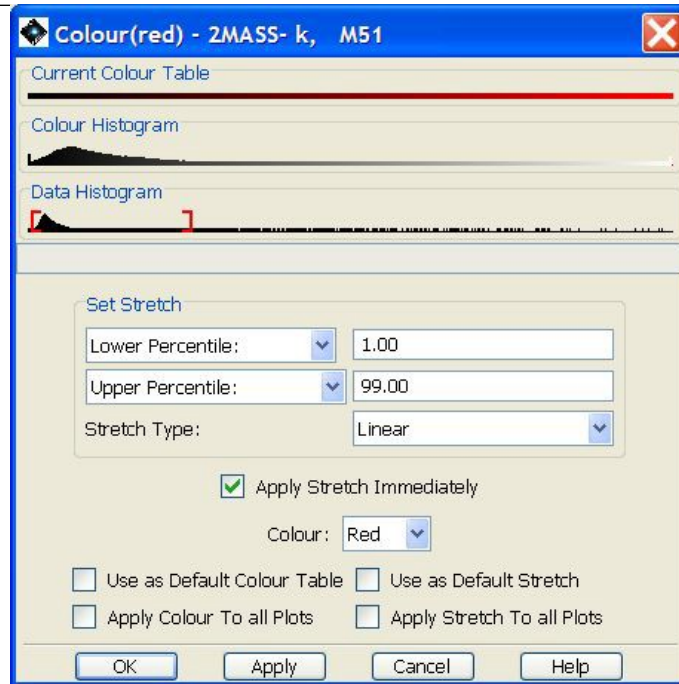 Colour(red) - 2MASS- k, M51
Current Colour Table
Colour Histogram
Data Histogram
Set Stretch
Lower Percentile: 1.00
Upper Percentile: 99.00
Stretch Type: Linear
Apply Stretch Immediately
Colour: Red
Use as Default Colour Table Use as Default Stretch
Apply Colour To all Plots Apply Stretch To all Plots
OK Apply Cancel Help